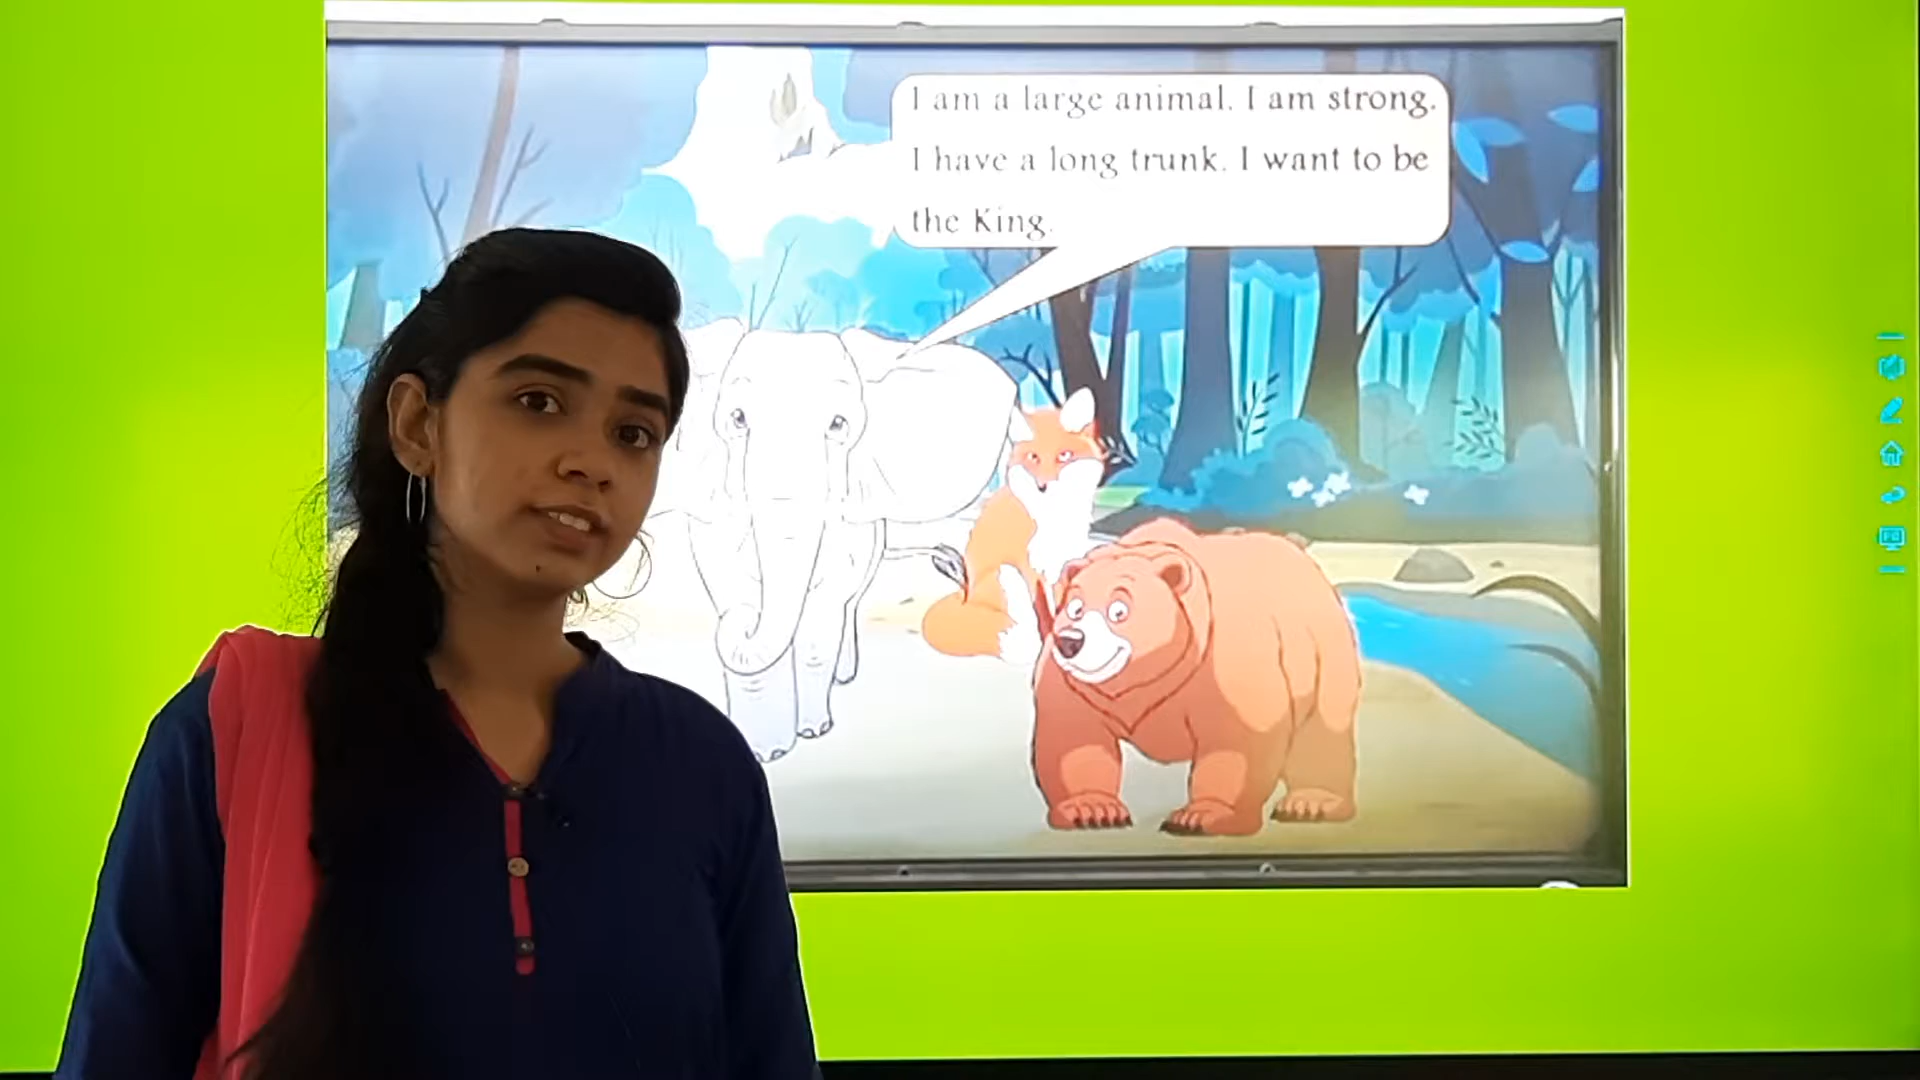 I am a large animal. I am strong.
I have a long trunk. I want to be
the King.